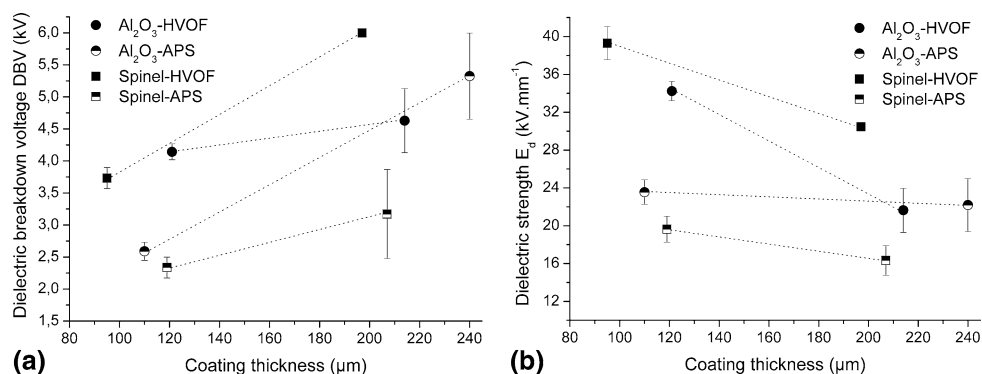 6,0
5,5
5,0
4,5
4,0
3,5
3,0
2,5
2,0
1,5
Dielectric breakdown voltage DBV (kV)
Al₂O₃-HVOF
Al₂O₃-APS
Spinel-HVOF
Spinel-APS
80 100 120 140 160 180 200 220 240
(a) Coating thickness (µm)
40
36
32
28
24
20
16
12
Dielectric strength E_d (kV.mm⁻¹)
Al₂O₃-HVOF
Al₂O₃-APS
Spinel-HVOF
Spinel-APS
80 100 120 140 160 180 200 220 240
(b) Coating thickness (µm)